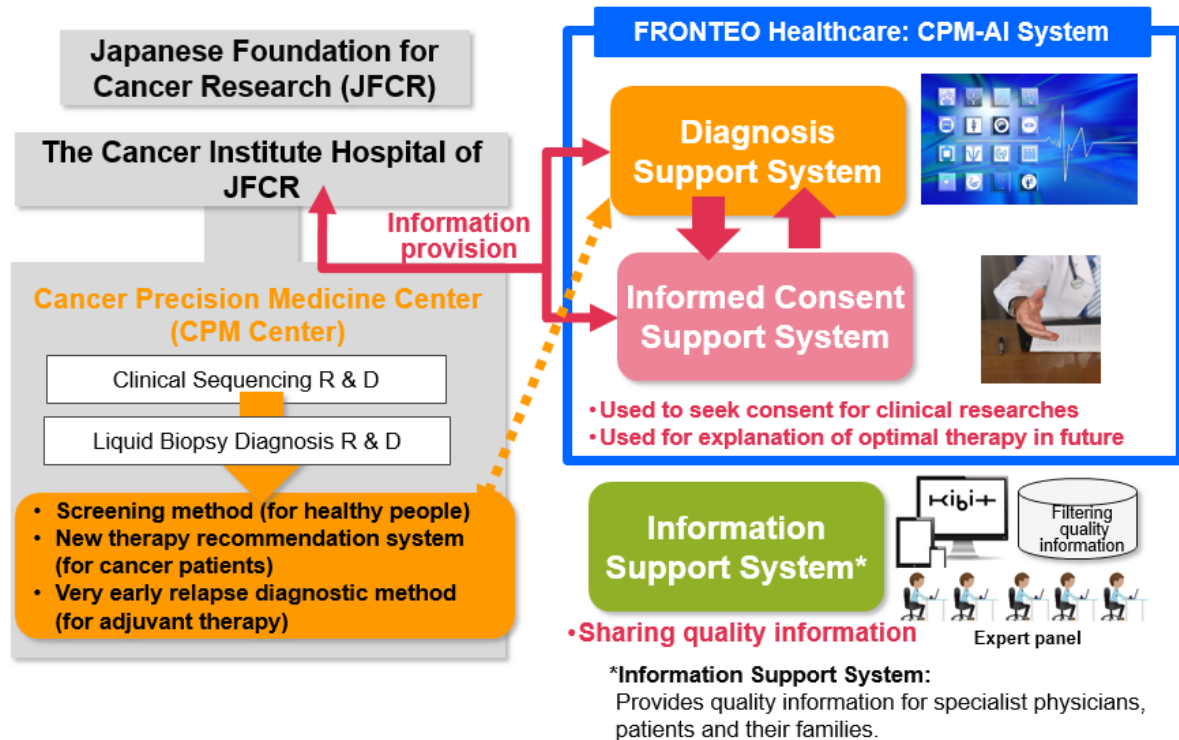 Japanese Foundation for
Cancer Research (JFCR)
The Cancer Institute Hospital of
JFCR
Information
provision
Cancer Precision Medicine Center
(CPM Center)
Clinical Sequencing R & D
Liquid Biopsy Diagnosis R & D
• Screening method (for healthy people)
• New therapy recommendation system
(for cancer patients)
• Very early relapse diagnostic method
(for adjuvant therapy)
FRONTEO Healthcare: CPM-AI System
Diagnosis
Support System
Informed Consent
Support System
•Used to seek consent for clinical researches
•Used for explanation of optimal therapy in future
Information
Support System*
kibit
Filtering
quality
information
•Sharing quality information
Expert panel
*Information Support System:
Provides quality information for specialist physicians,
patients and their families.